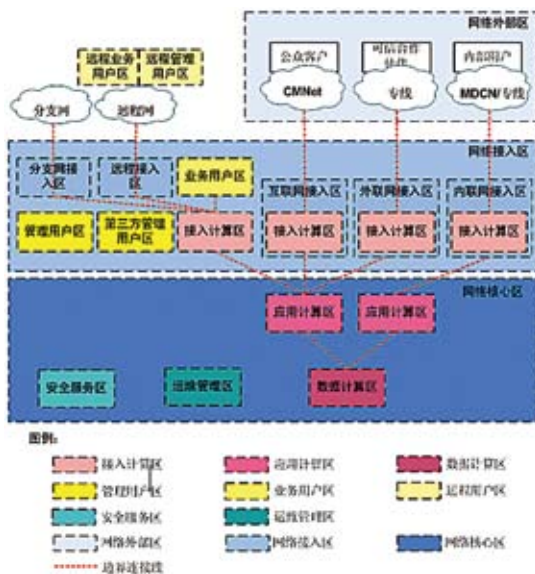 网络外部区
远程业务用户区
远程管理用户区
公众客户
可信合作伙伴
内部用户
分支网
远程网
CMNet
专线
MDCN/专线
网络接入区
分支网接入区
远程接入区
业务用户区
互联网接入区
外联网接入区
内联网接入区
管理用户区
第三方管理用户区
接入计算区
接入计算区
接入计算区
接入计算区
网络核心区
应用计算区
应用计算区
安全服务区
运维管理区
数据计算区
图例：
接入计算区
应用计算区
数据计算区
管理用户区
业务用户区
远程用户区
安全服务区
运维管理区
网络外部区
网络接入区
网络核心区
边界连接线